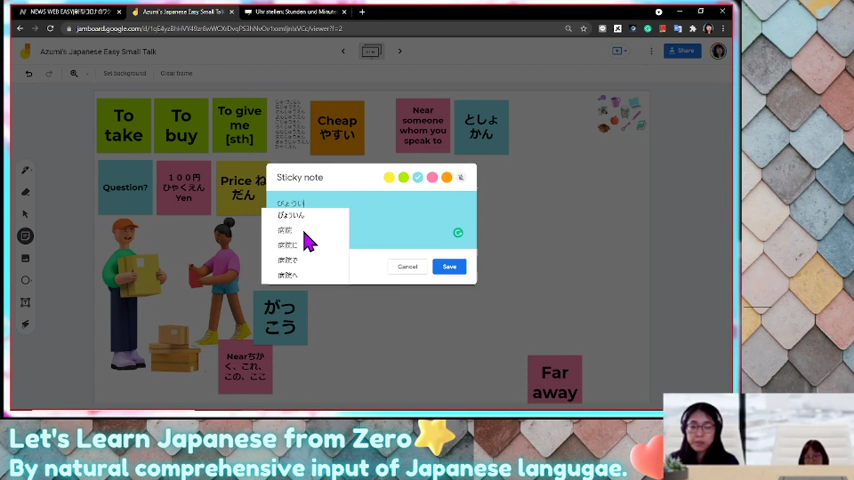 NEWS WEB EASY
Azumi's Japanese Easy Small T
Uhr stellen: Stunden und Minute
Azumi's Japanese Easy Small Talk
Share
Set background
Clear frame
To take
To buy
To give me [sth]
Cheap やすい
Near someone whom you speak to
としょかん
Question?
１００円 ひゃくえん Yen
Price ねだん
Sticky note
びょうい
びょういん
病院
病院に
病院で
病院へ
Cancel
Save
がっこう
Nearちかく、これ、この、ここ
Far away
Let's Learn Japanese from Zero
By natural comprehensive input of Japanese langugae.